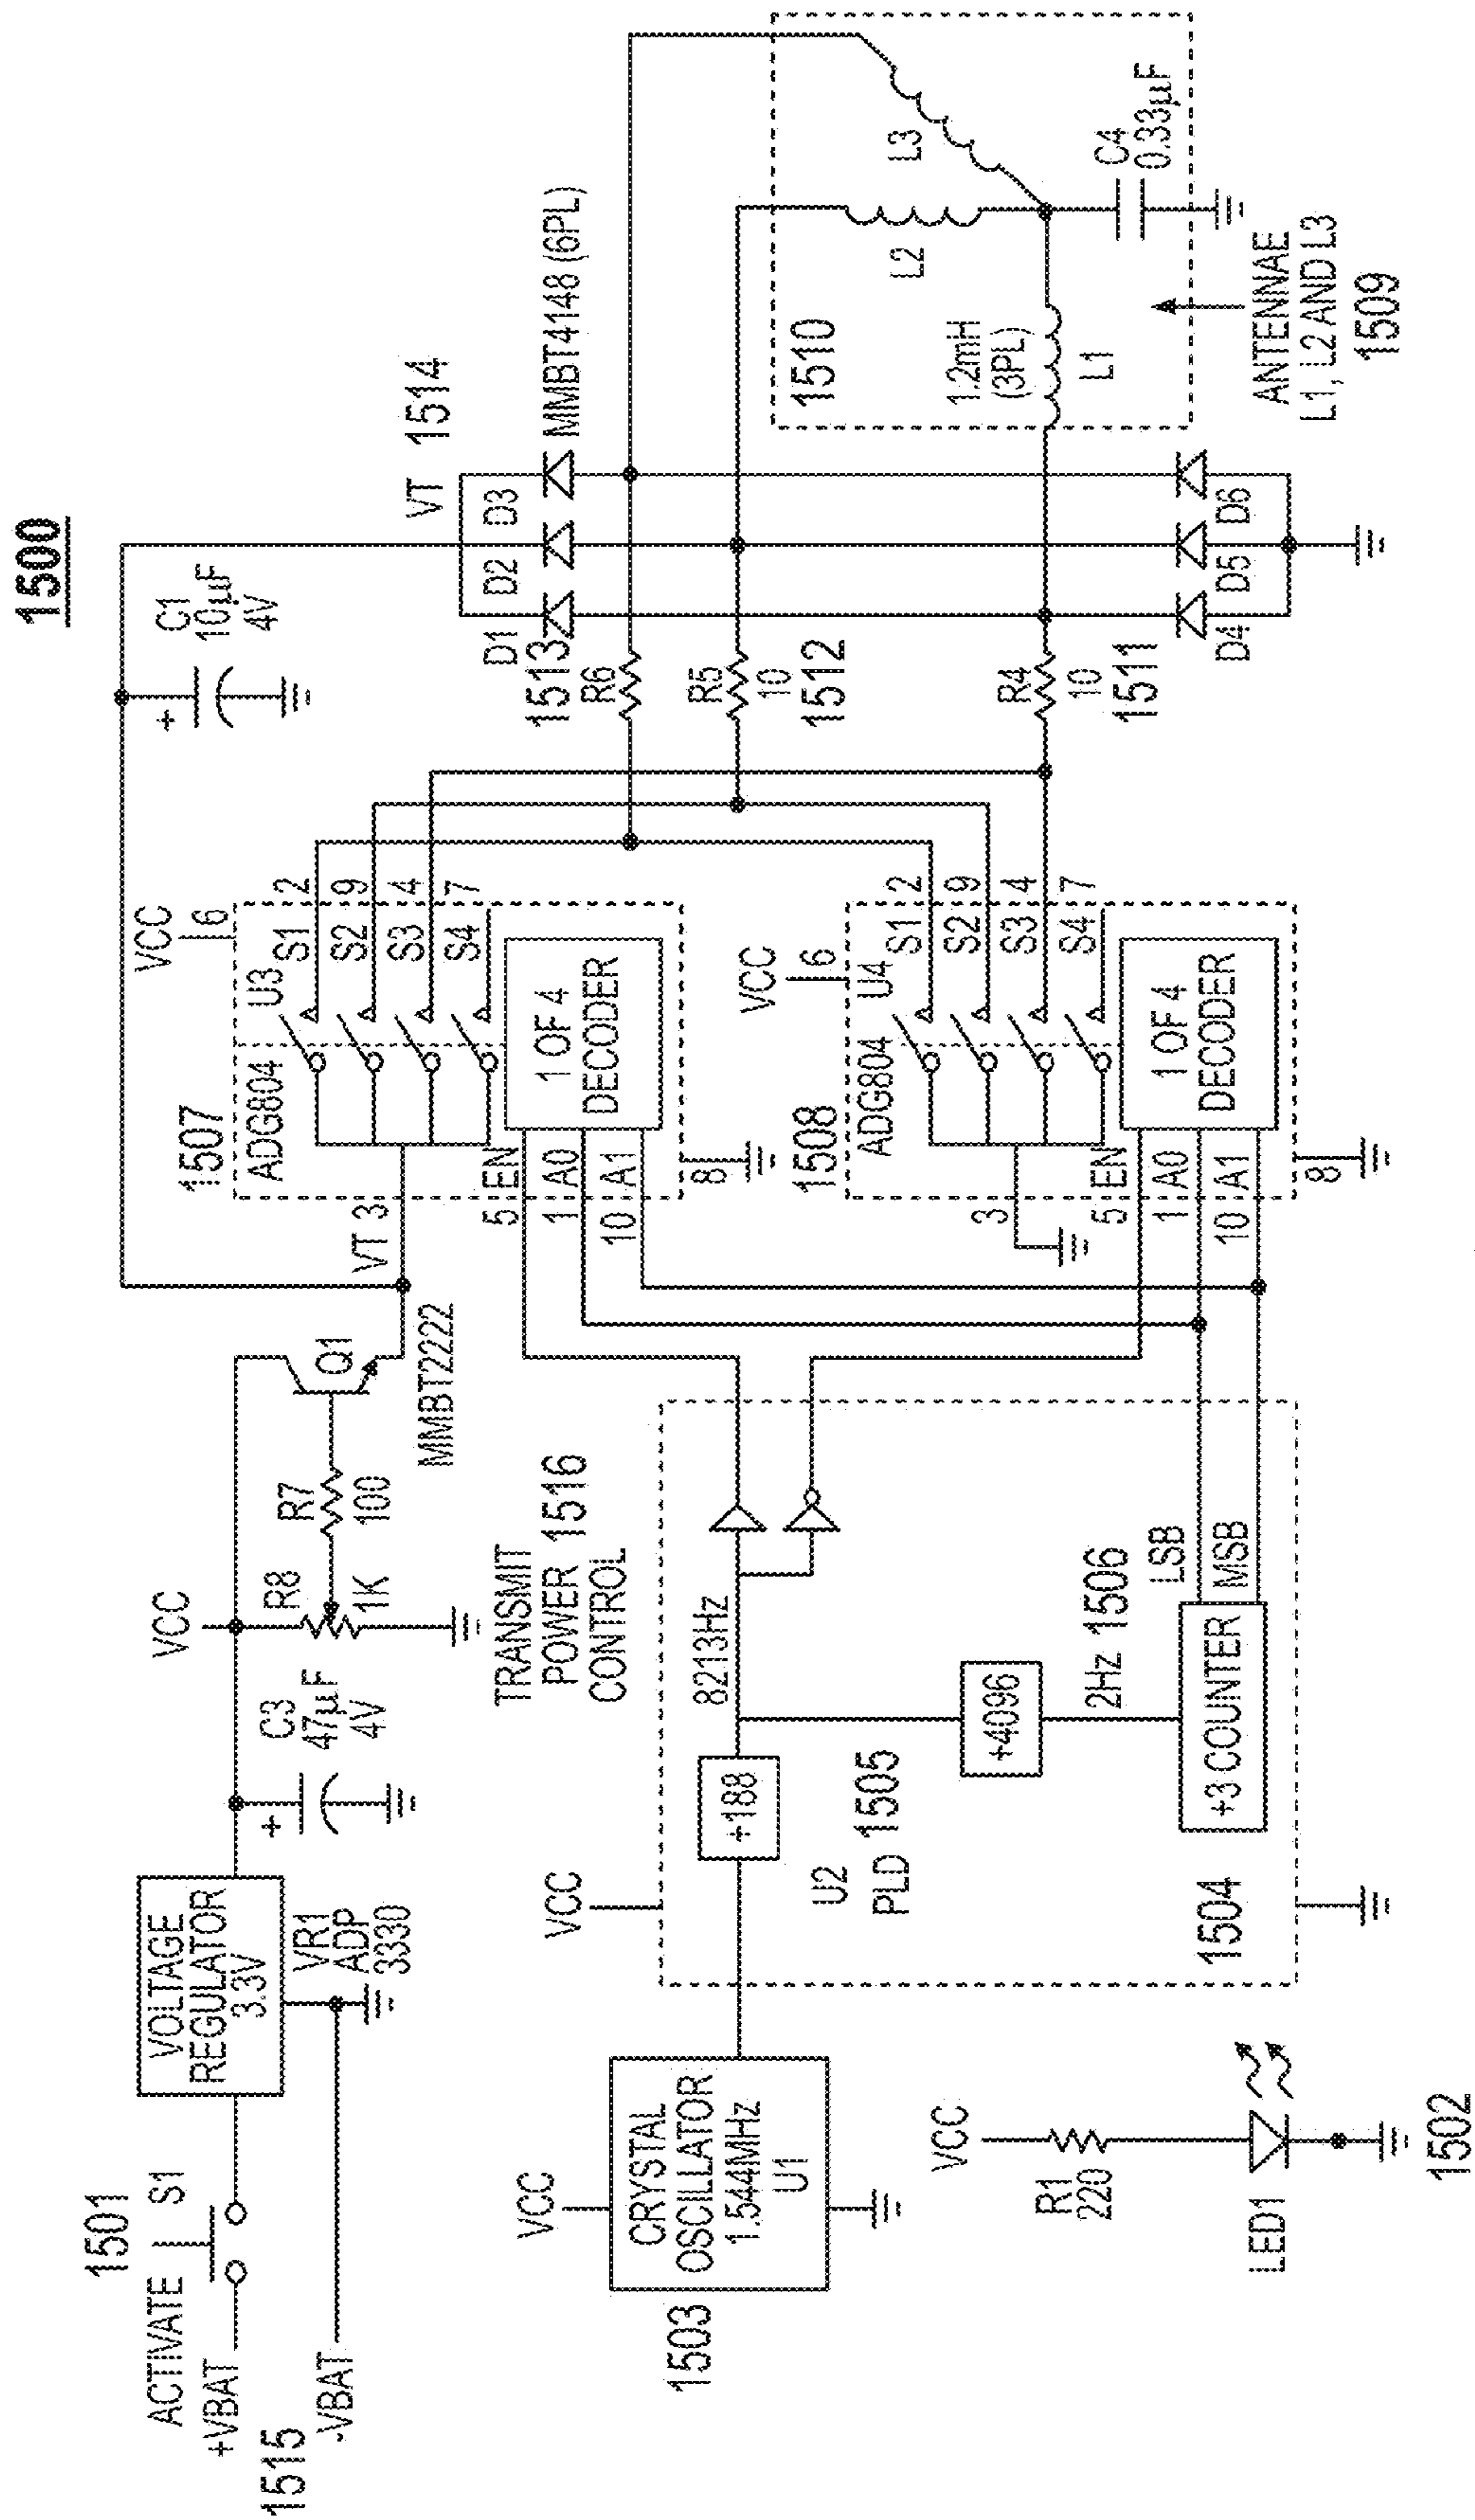 1500
1501
ACTIVATE
S1
+VBAT
1515
-VBAT
VOLTAGE
REGULATOR
3.3V
VR1
ADP
3330
C3
47µF
4V
+
VCC
R8
1K
R7
100
Q1
MMBT2222
TRANSMIT
POWER 1516
CONTROL
VT 3
C1
10µF
4V
+
VCC
6
1507
ADG804
U3
S1 2
S2 9
S3 4
S4 7
1 OF 4
DECODER
5 EN
1 A0
10 A1
8
VCC
6
1508
ADG804
U4
S1 2
S2 9
S3 4
S4 7
1 OF 4
DECODER
3
5 EN
1 A0
10 A1
8
1513
R6
R5
10
1512
R4
10
1511
VT 1514
D1
D2
D3
MMBT4148 (6PL)
D4
D5
D6
1510
1.2mH
(3PL)
L1
L2
L3
C4
0.33µF
ANTENNAE
L1, L2 AND L3
1509
1503
VCC
CRYSTAL
OSCILLATOR
1.544MHz
U1
VCC
+188
8213Hz
U2
PLD 1505
+4096
2Hz 1506
1504
+3 COUNTER
LSB
MSB
VCC
R1
220
LED1
1502